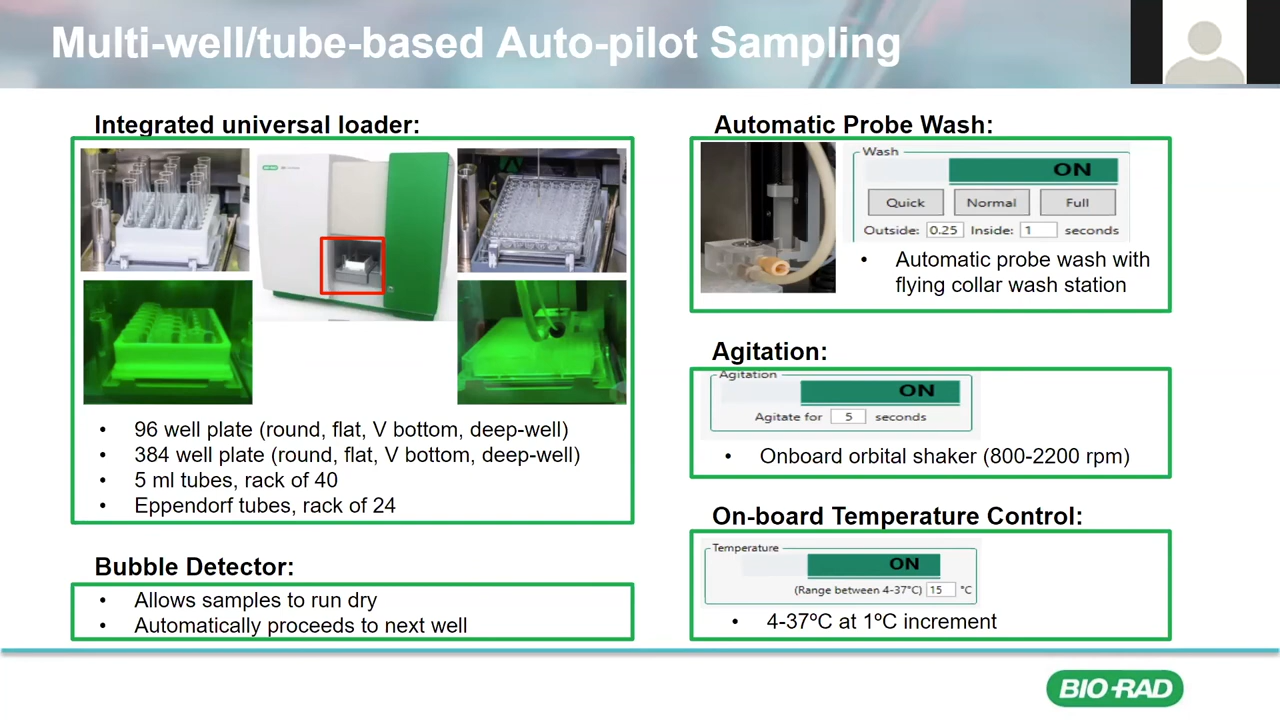 Multi-well/tube-based Auto-pilot Sampling
Integrated universal loader:
BIO-RAD
• 96 well plate (round, flat, V bottom, deep-well)
• 384 well plate (round, flat, V bottom, deep-well)
• 5 ml tubes, rack of 40
• Eppendorf tubes, rack of 24
Bubble Detector:
• Allows samples to run dry
• Automatically proceeds to next well
Automatic Probe Wash:
Wash
ON
Quick Normal Full
Outside: 0.25 Inside: 1 seconds
• Automatic probe wash with
flying collar wash station
Agitation:
Agitation
ON
Agitate for 5 seconds
• Onboard orbital shaker (800-2200 rpm)
On-board Temperature Control:
Temperature
ON
(Range between 4-37°C) 15 °C
• 4-37ºC at 1ºC increment
BIO-RAD